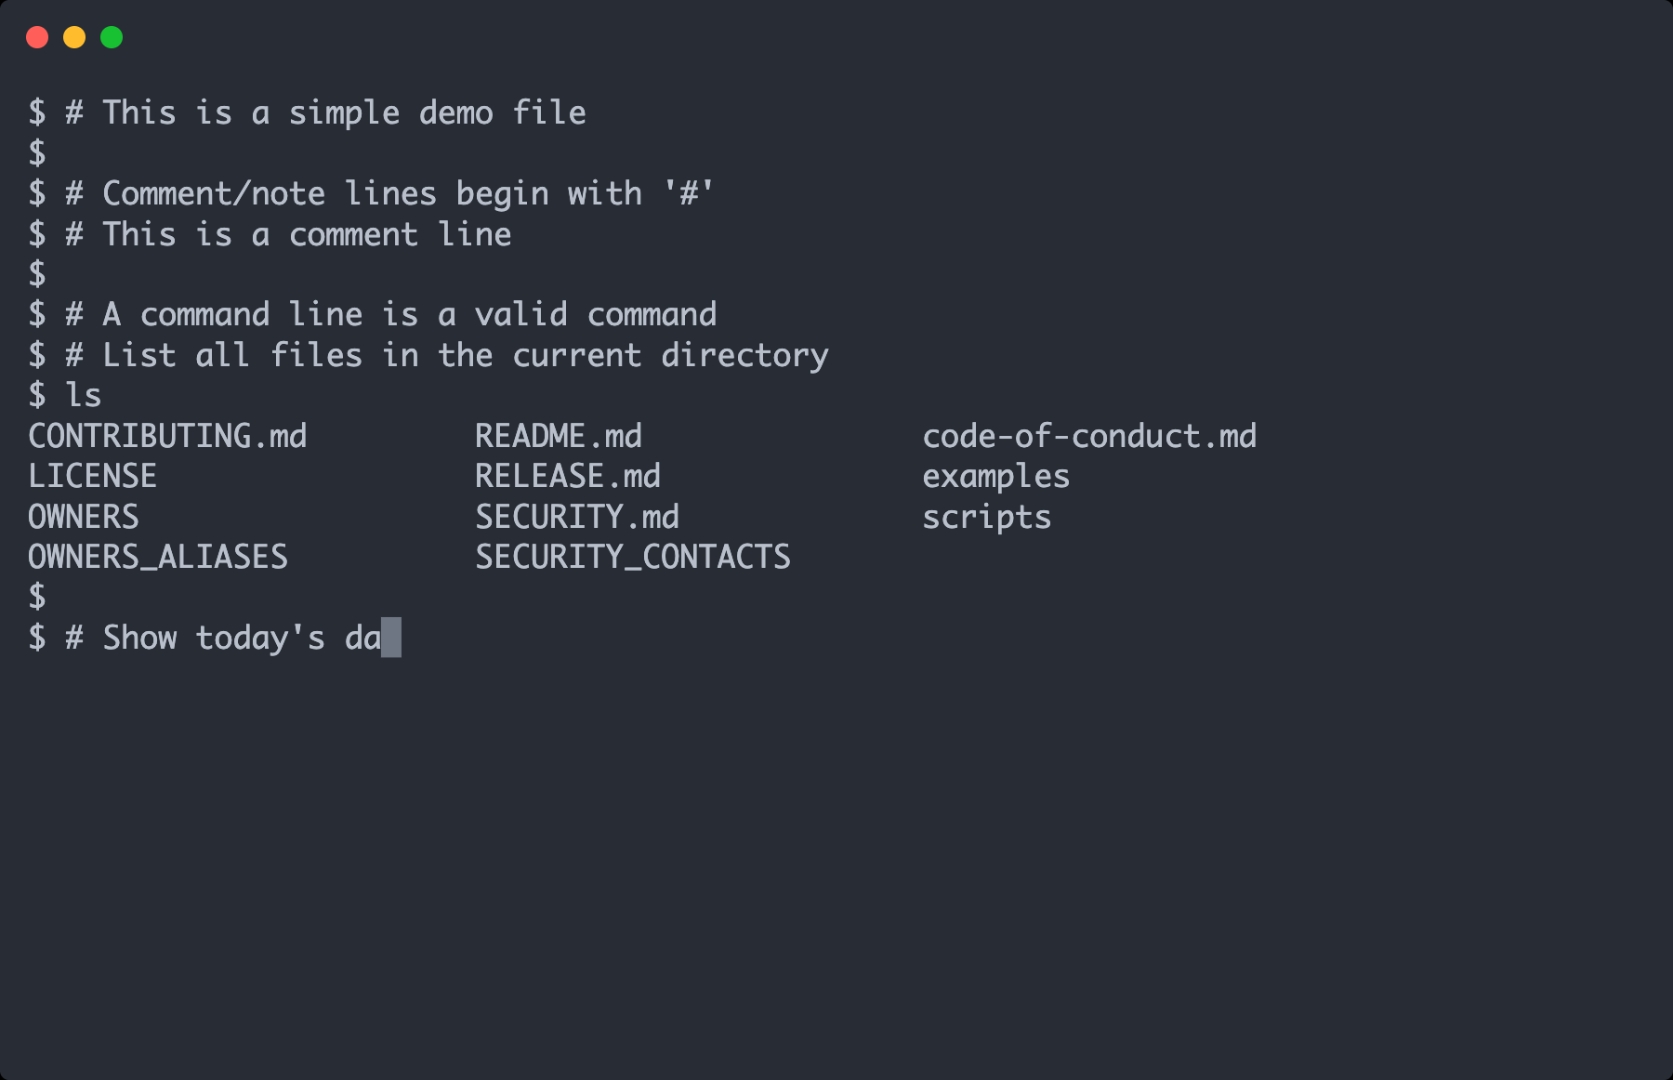 $ # This is a simple demo file
$
$ # Comment/note lines begin with '#'
$ # This is a comment line
$
$ # A command line is a valid command
$ # List all files in the current directory
$ ls
CONTRIBUTING.md         README.md               code-of-conduct.md
LICENSE                 RELEASE.md              examples
OWNERS                  SECURITY.md             scripts
OWNERS_ALIASES          SECURITY_CONTACTS
$
$ # Show today's da